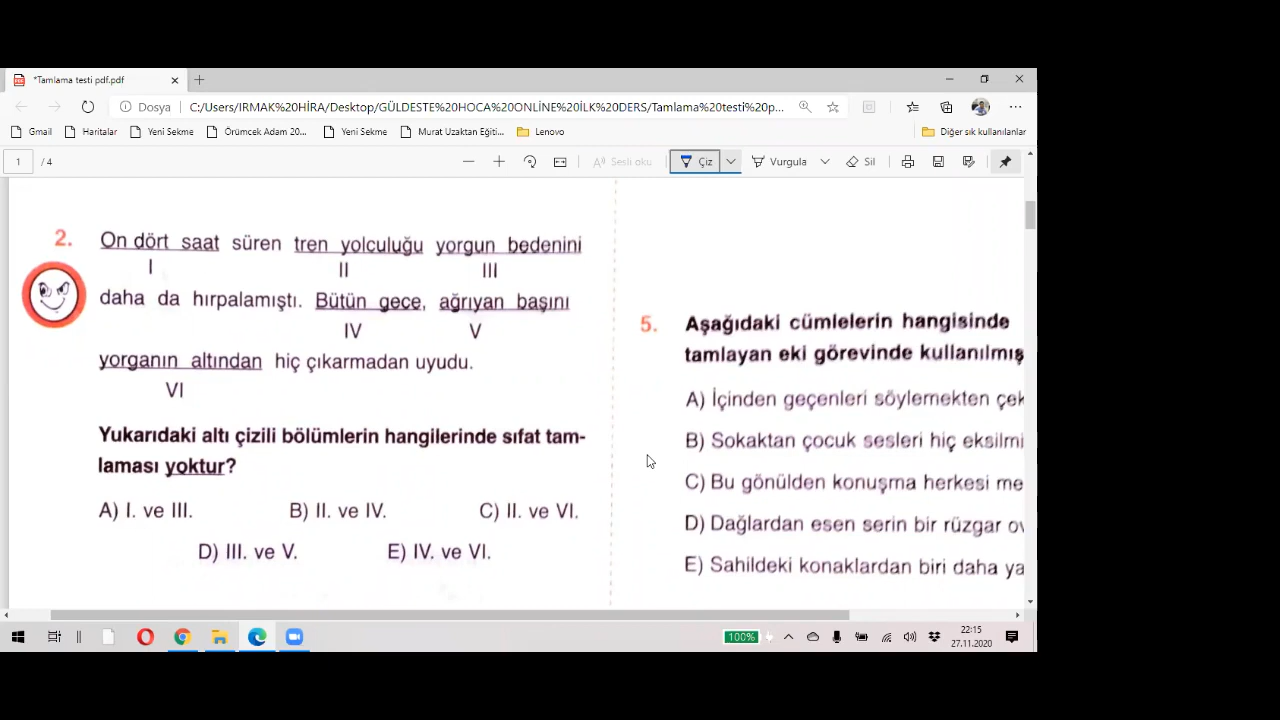 *Tamlama testi pdf.pdf
Dosya
C:/Users/IRMAK%20HİRA/Desktop/GÜLDESTE%20HOCA%20ONLİNE%20İLK%20DERS/Tamlama%20testi%20p...
Gmail
Haritalar
Yeni Sekme
Örümcek Adam 20...
Yeni Sekme
Murat Uzaktan Eğiti...
Lenovo
Diğer sık kullanılanlar
1 / 4
Sesli oku
Çiz
Vurgula
Sil
2. On dört saat süren tren yolculuğu yorgun bedenini
I II III
daha da hırpalamıştı. Bütün gece, ağrıyan başını
IV V
yorganın altından hiç çıkarmadan uyudu.
VI
Yukarıdaki altı çizili bölümlerin hangilerinde sıfat tam-
laması yoktur?
A) I. ve III. B) II. ve IV. C) II. ve VI.
D) III. ve V. E) IV. ve VI.
5. Aşağıdaki cümlelerin hangisinde
tamlayan eki görevinde kullanılmış
A) İçinden geçenleri söylemekten çek
B) Sokaktan çocuk sesleri hiç eksilmi
C) Bu gönülden konuşma herkesi me
D) Dağlardan esen serin bir rüzgar ov
E) Sahildeki konaklardan biri daha ya
100%
22:15
27.11.2020